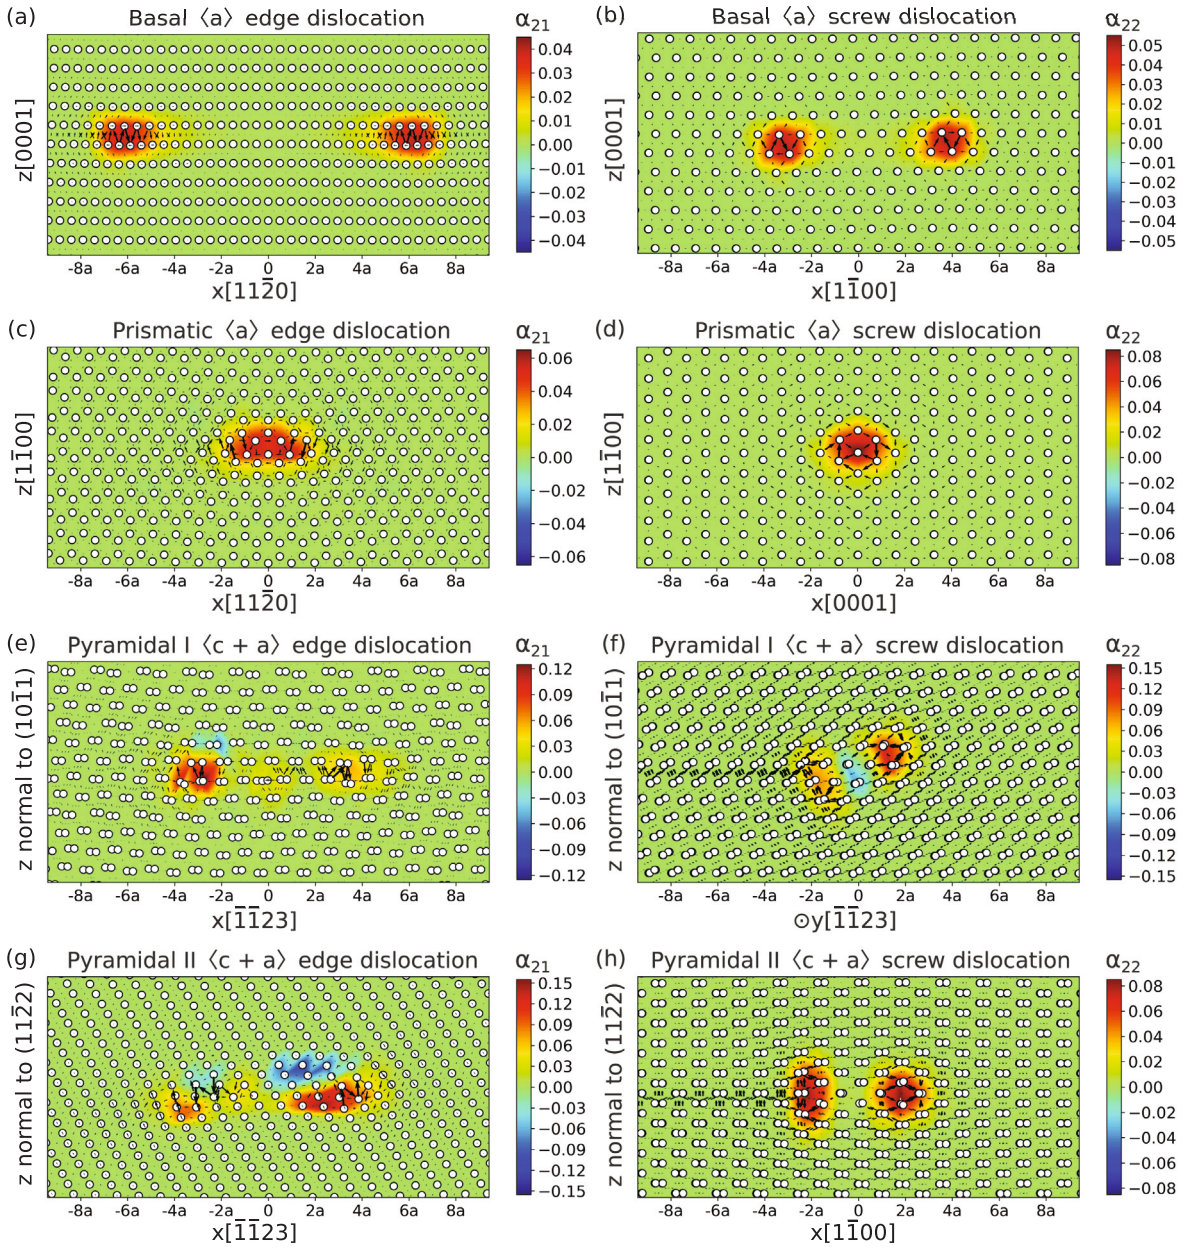 (a) Basal ⟨a⟩ edge dislocation α21
0.04
0.03
0.02
0.01
0.00
−0.01
−0.02
−0.03
−0.04
z[0001]
-8a -6a -4a -2a 0 2a 4a 6a 8a
x[112̅0]
(b) Basal ⟨a⟩ screw dislocation α22
0.05
0.04
0.03
0.02
0.01
0.00
−0.01
−0.02
−0.03
−0.04
−0.05
z[0001]
-8a -6a -4a -2a 0 2a 4a 6a 8a
x[11̅00]
(c) Prismatic ⟨a⟩ edge dislocation α21
0.06
0.04
0.02
0.00
−0.02
−0.04
−0.06
z[11̅00]
-8a -6a -4a -2a 0 2a 4a 6a 8a
x[112̅0]
(d) Prismatic ⟨a⟩ screw dislocation α22
0.08
0.06
0.04
0.02
0.00
−0.02
−0.04
−0.06
−0.08
z[11̅00]
-8a -6a -4a -2a 0 2a 4a 6a 8a
x[0001]
(e) Pyramidal I ⟨c + a⟩ edge dislocation α21
0.12
0.09
0.06
0.03
0.00
−0.03
−0.06
−0.09
−0.12
z normal to (101̅1)
-8a -6a -4a -2a 0 2a 4a 6a 8a
x[1̅1̅23]
(f) Pyramidal I ⟨c + a⟩ screw dislocation α22
0.15
0.12
0.09
0.06
0.03
0.00
−0.03
−0.06
−0.09
−0.12
−0.15
z normal to (101̅1)
-8a -6a -4a -2a 0 2a 4a 6a 8a
⊙y[1̅1̅23]
(g) Pyramidal II ⟨c + a⟩ edge dislocation α21
0.15
0.12
0.09
0.06
0.03
0.00
−0.03
−0.06
−0.09
−0.12
−0.15
z normal to (112̅2)
-8a -6a -4a -2a 0 2a 4a 6a 8a
x[1̅1̅23]
(h) Pyramidal II ⟨c + a⟩ screw dislocation α22
0.08
0.06
0.04
0.02
0.00
−0.02
−0.04
−0.06
−0.08
z normal to (112̅2)
-8a -6a -4a -2a 0 2a 4a 6a 8a
x[11̅00]